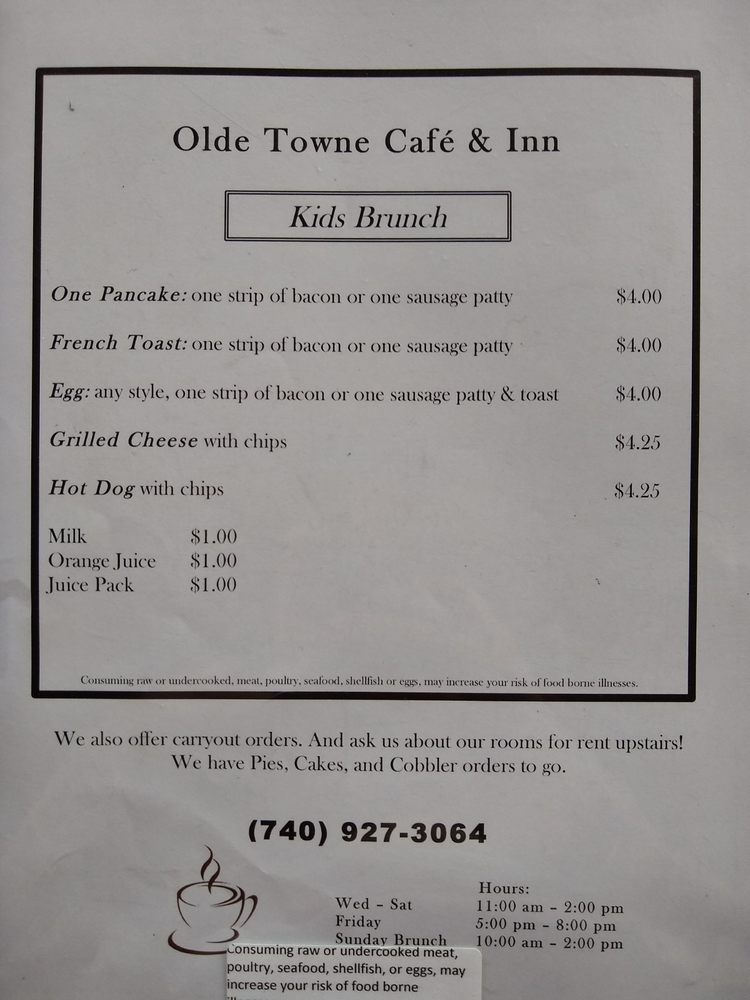 Olde Towne Café & Inn
Kids Brunch
One Pancake: one strip of bacon or one sausage patty $4.00
French Toast: one strip of bacon or one sausage patty $4.00
Egg: any style, one strip of bacon or one sausage patty & toast $4.00
Grilled Cheese with chips $4.25
Hot Dog with chips $4.25
Milk $1.00
Orange Juice $1.00
Juice Pack $1.00
Consuming raw or undercooked, meat, poultry, seafood, shellfish or eggs, may increase your risk of food borne illnesses.
We also offer carryout orders. And ask us about our rooms for rent upstairs!
We have Pies, Cakes, and Cobbler orders to go.
(740) 927-3064
Hours:
Wed - Sat 11:00 am - 2:00 pm
Friday 5:00 pm - 8:00 pm
Sunday Brunch 10:00 am - 2:00 pm
Consuming raw or undercooked meat,
poultry, seafood, shellfish, or eggs, may
increase your risk of food borne